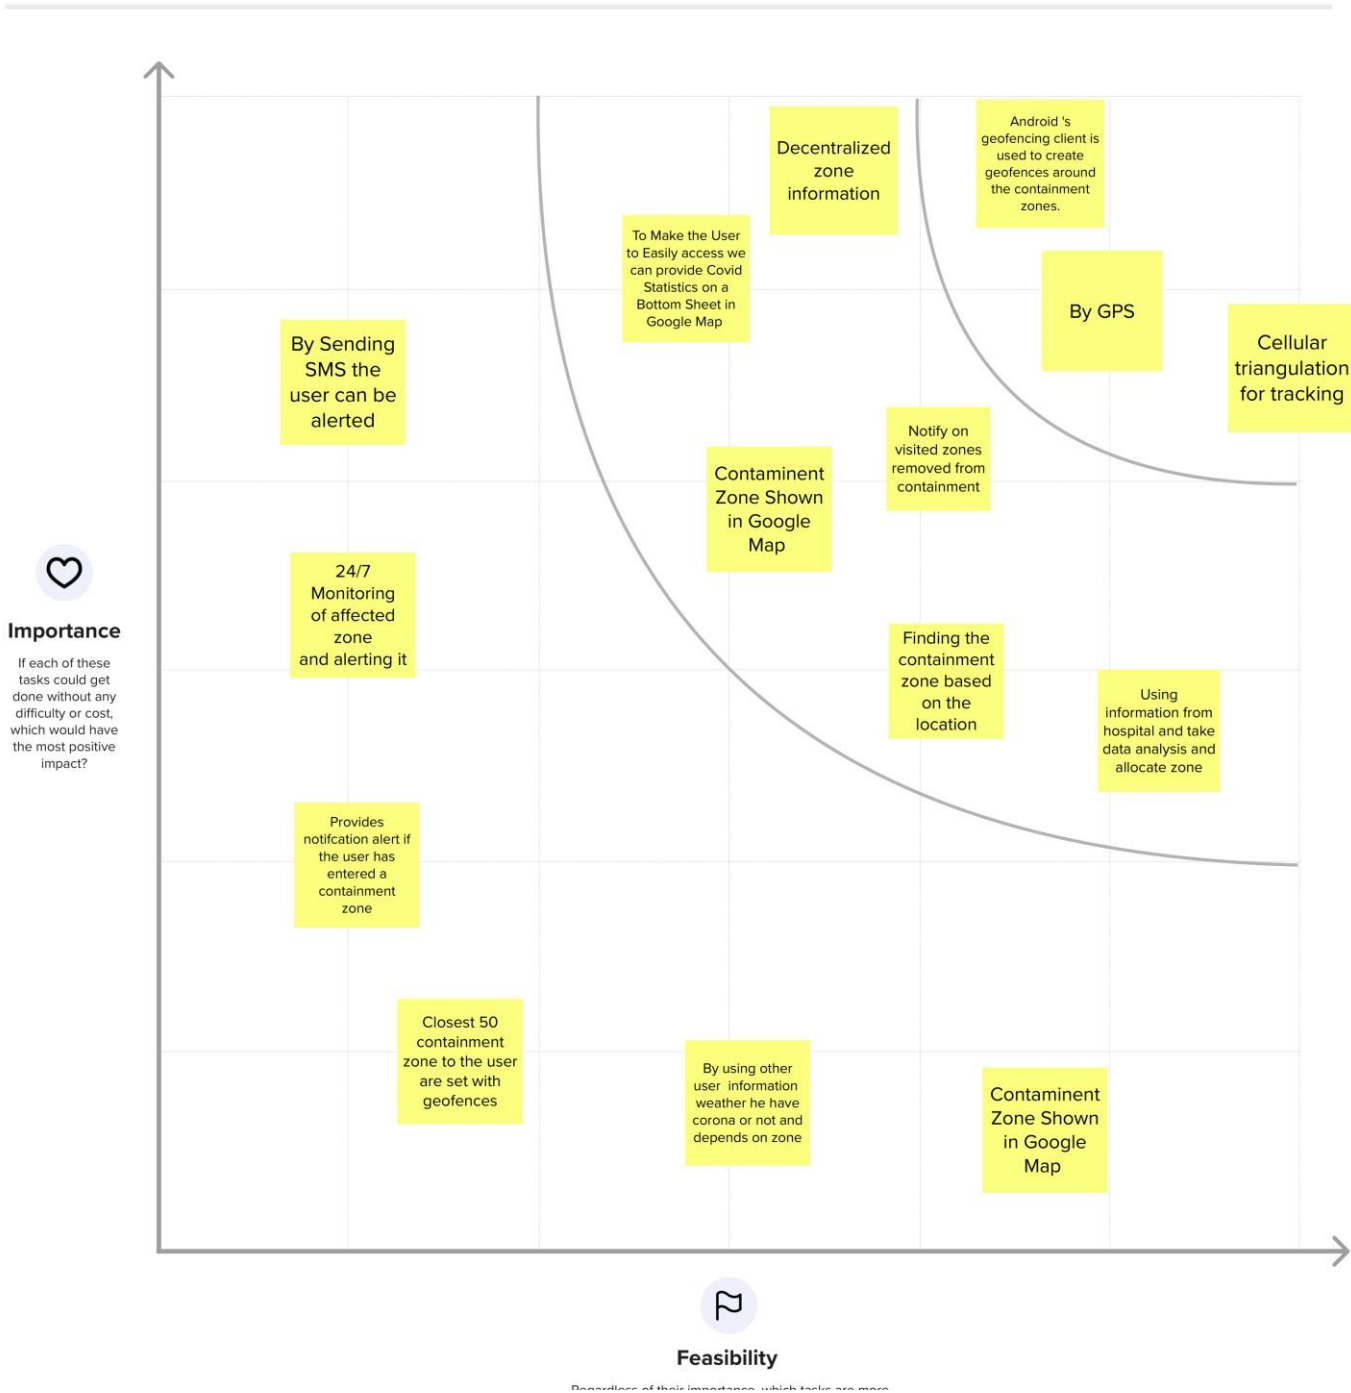 Android 's
geofencing client is
used to create
geofences around
the containment
zones.
Decentralized
zone
information
To Make the User
to Easily access we
can provide Covid
Statistics on a
Bottom Sheet in
Google Map
By GPS
Cellular
triangulation
for tracking
By Sending
SMS the
user can be
alerted
Notify on
visited zones
removed from
containment
Contaminent
Zone Shown
in Google
Map
24/7
Monitoring
of affected
zone
and alerting it
Importance
If each of these
tasks could get
done without any
difficulty or cost,
which would have
the most positive
impact?
Finding the
containment
zone based
on the
location
Using
information from
hospital and take
data analysis and
allocate zone
Provides
notifcation alert if
the user has
entered a
containment
zone
Closest 50
containment
zone to the user
are set with
geofences
By using other
user information
weather he have
corona or not and
depends on zone
Contaminent
Zone Shown
in Google
Map
Feasibility
Regardless of their importance, which tasks are more